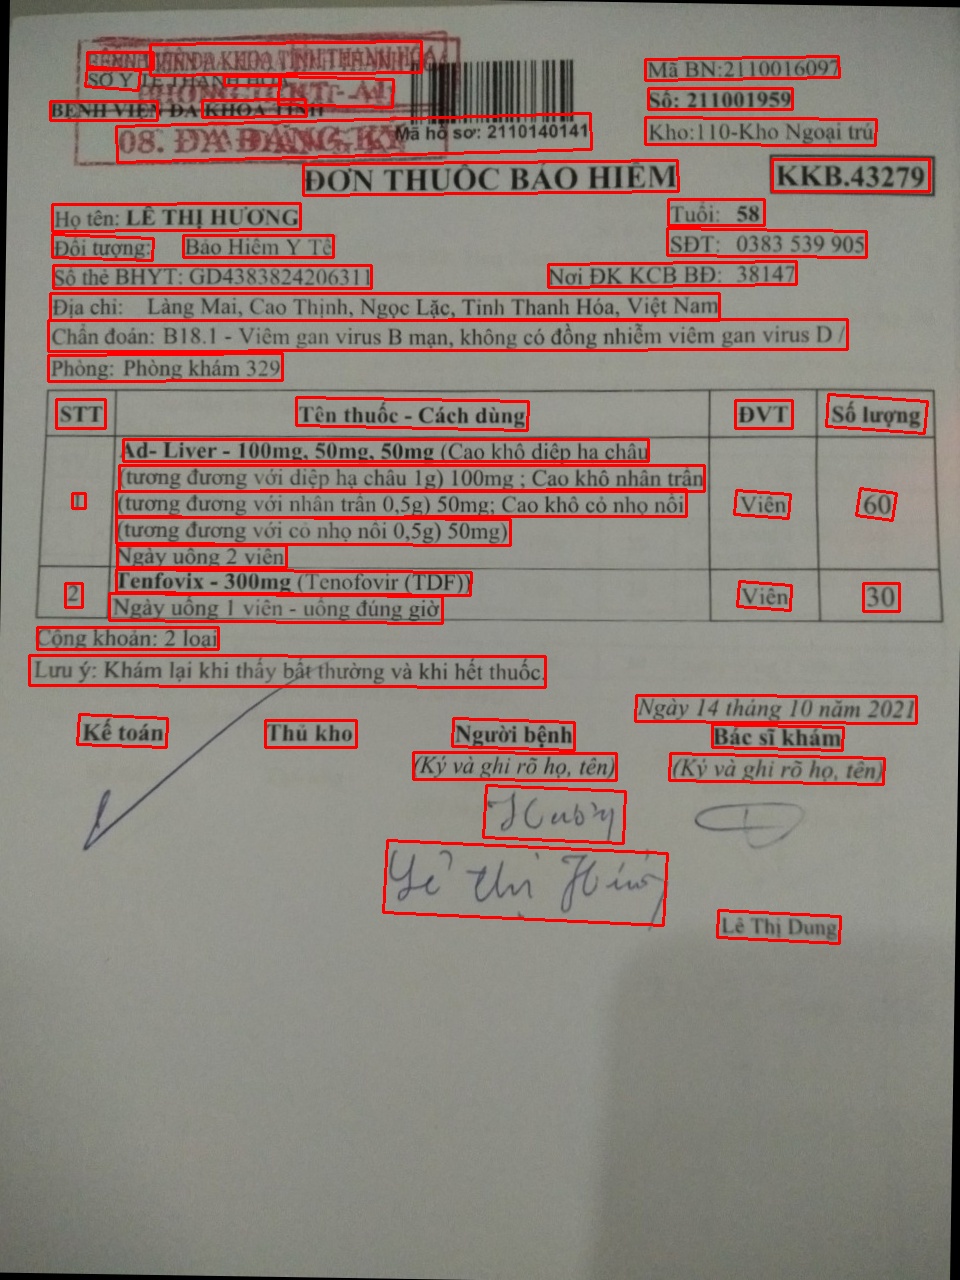 SỞ Y TẾ THANH HÓA
BỆNH VIỆN ĐA KHOA TỈNH
08. ĐÃ ĐĂNG KÝ
Mã hồ sơ: 2110140141
Mã BN:2110016097
Số: 211001959
Kho:110-Kho Ngoại trú
ĐƠN THUỐC BẢO HIỂM
KKB.43279
Họ tên: LÊ THỊ HƯƠNG
Tuổi: 58
Đối tượng: Bảo Hiểm Y Tế
SĐT: 0383 539 905
Số thẻ BHYT: GD4383824206311
Nơi ĐK KCB BĐ: 38147
Địa chỉ: Làng Mai, Cao Thịnh, Ngọc Lặc, Tỉnh Thanh Hóa, Việt Nam
Chẩn đoán: B18.1 - Viêm gan virus B mạn, không có đồng nhiễm viêm gan virus D /
Phòng: Phòng khám 329
STT Tên thuốc - Cách dùng ĐVT Số lượng
Ad- Liver - 100mg, 50mg, 50mg (Cao khô diệp hạ châu
(tương đương với diệp hạ châu 1g) 100mg ; Cao khô nhân trần
1 (tương đương với nhân trần 0,5g) 50mg; Cao khô cỏ nhọ nồi Viên 60
(tương đương với cỏ nhọ nồi 0,5g) 50mg)
Ngày uống 2 viên
2 Tenfovix - 300mg (Tenofovir (TDF)) Viên 30
Ngày uống 1 viên - uống đúng giờ
Cộng khoản: 2 loại
Lưu ý: Khám lại khi thấy bất thường và khi hết thuốc.
Ngày 14 tháng 10 năm 2021
Kế toán Thủ kho Người bệnh Bác sĩ khám
(Ký và ghi rõ họ, tên) (Ký và ghi rõ họ, tên)
Hương
Lê Thị Hương
Lê Thị Dung